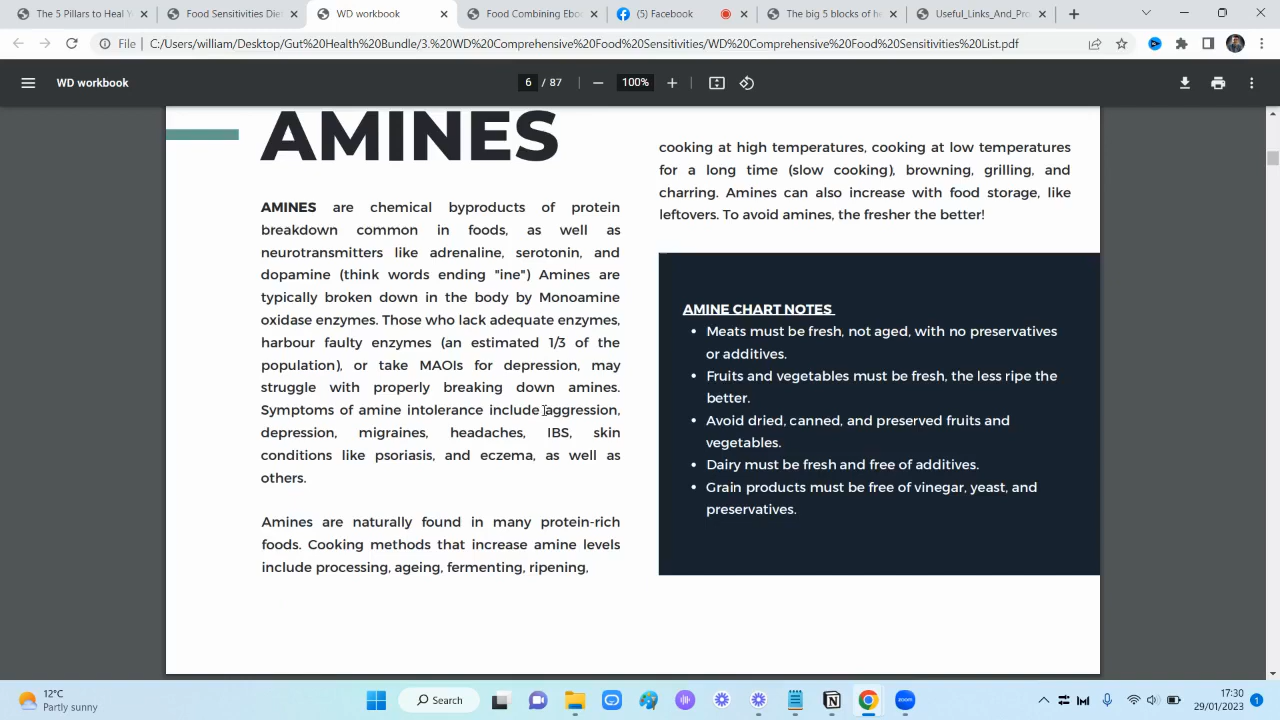 The 5 Pillars to Heal Y
Food Sensitivities Die
WD workbook
Food Combining Eboo
(5) Facebook
The big 5 blocks of he
Useful_Links_And_Pro
File
C:/Users/william/Desktop/Gut%20Health%20Bundle/3.%20WD%20Comprehensive%20Food%20Sensitivities/WD%20Comprehensive%20Food%20Sensitivities%20List.pdf
WD workbook
6 / 87
100%
AMINES
AMINES are chemical byproducts of protein
breakdown common in foods, as well as
neurotransmitters like adrenaline, serotonin, and
dopamine (think words ending "ine") Amines are
typically broken down in the body by Monoamine
oxidase enzymes. Those who lack adequate enzymes,
harbour faulty enzymes (an estimated 1/3 of the
population), or take MAOIs for depression, may
struggle with properly breaking down amines.
Symptoms of amine intolerance include aggression,
depression, migraines, headaches, IBS, skin
conditions like psoriasis, and eczema, as well as
others.
Amines are naturally found in many protein-rich
foods. Cooking methods that increase amine levels
include processing, ageing, fermenting, ripening,
cooking at high temperatures, cooking at low temperatures
for a long time (slow cooking), browning, grilling, and
charring. Amines can also increase with food storage, like
leftovers. To avoid amines, the fresher the better!
AMINE CHART NOTES
• Meats must be fresh, not aged, with no preservatives
or additives.
• Fruits and vegetables must be fresh, the less ripe the
better.
• Avoid dried, canned, and preserved fruits and
vegetables.
• Dairy must be fresh and free of additives.
• Grain products must be free of vinegar, yeast, and
preservatives.
12°C
Partly sunny
Search
zoom
17:30
29/01/2023
1